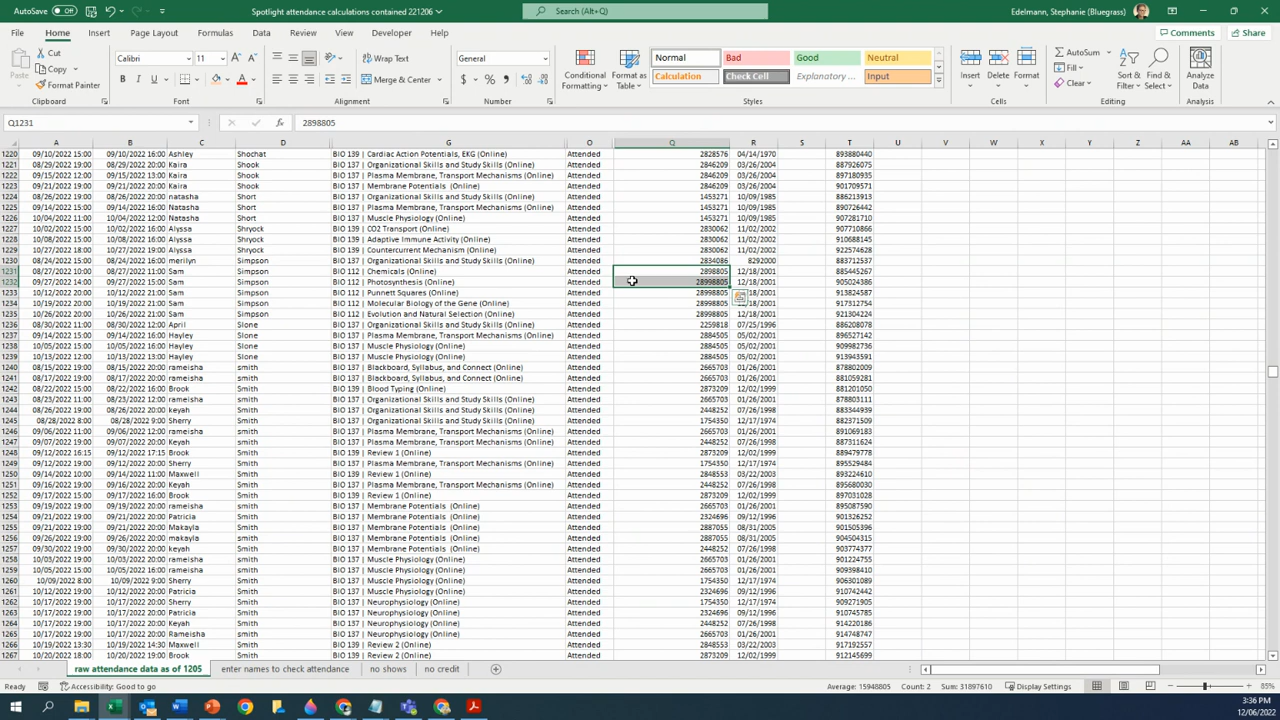 AutoSave Off Spotlight attendance calculations contained 221206 Search (Alt+Q) Edelmann, Stephanie (Bluegrass)
File Home Insert Page Layout Formulas Data Review View Developer Help Comments Share
Paste Cut Copy Format Painter Calibri 11 Wrap Text Merge & Center General Conditional Formatting Format as Table Normal Bad Good Neutral Calculation Check Cell Explanatory ... Input Insert Delete Format AutoSum Fill Clear Sort & Filter Find & Select Analyze Data
Clipboard Font Alignment Number Styles Cells Editing Analysis
Q1231 2898805
A B C D G O Q R S T U V W X Y Z AA AB
1220 09/10/2022 15:00 09/10/2022 16:00 Ashley Shochat BIO 139 | Cardiac Action Potentials, EKG (Online) Attended 2828576 04/14/1970 893880440
1221 08/29/2022 19:00 08/29/2022 20:00 Kaira Shook BIO 137 | Organizational Skills and Study Skills (Online) Attended 2846209 03/26/2004 887926075
1222 09/15/2022 12:00 09/15/2022 13:00 Kaira Shook BIO 137 | Plasma Membrane, Transport Mechanisms (Online) Attended 2846209 03/26/2004 897180935
1223 Kaira Shook BIO 137 | Membrane Potentials (Online) Attended 2846209 03/26/2004 901709571
1224 08/26/2022 19:00 08/26/2022 20:00 natasha Short BIO 137 | Organizational Skills and Study Skills (Online) Attended 1453271 10/09/1985 886213915
1225 09/14/2022 15:00 09/14/2022 16:00 Natasha Short BIO 137 | Plasma Membrane, Transport Mechanisms (Online) Attended 1453271 10/09/1985 890726442
1226 10/04/2022 11:00 10/04/2022 12:00 Natasha Short BIO 137 | Muscle Physiology (Online) Attended 1453271 10/09/1985 907281710
1227 10/02/2022 15:00 10/02/2022 16:00 Alyssa Shryock BIO 139 | CO2 Transport (Online) Attended 2830062 11/02/2002 907710866
1228 10/08/2022 15:00 10/08/2022 16:00 Alyssa Shryock BIO 139 | Adaptive Immune Activity (Online) Attended 2830062 11/02/2002 910688145
1229 10/27/2022 18:00 10/27/2022 19:00 Alyssa Shryock BIO 139 | Countercurrent Mechanism (Online) Attended 2830062 11/02/2002 922574608
1230 08/24/2022 15:00 08/24/2022 16:00 merilyn Simpson BIO 137 | Organizational Skills and Study Skills (Online) Attended 2834086 8292000 883712537
1231 08/27/2022 10:00 08/27/2022 11:00 Sam Simpson BIO 112 | Chemicals (Online) Attended 2898805 12/18/2001 885445267
1232 09/27/2022 14:00 09/27/2022 15:00 Sam Simpson BIO 112 | Photosynthesis (Online) Attended 28998805 12/18/2001 905024386
1233 10/12/2022 20:00 10/12/2022 21:00 Sam Simpson BIO 112 | Punnett Squares (Online) Attended 28998805 18/2001 913824587
1234 10/19/2022 20:00 10/19/2022 21:00 Sam Simpson BIO 112 | Molecular Biology of the Gene (Online) Attended 28998805 18/2001 917312754
1235 10/26/2022 20:00 10/26/2022 21:00 Sam Simpson BIO 112 | Evolution and Natural Selection (Online) Attended 28998805 12/18/2001 921304224
1236 08/30/2022 11:00 08/30/2022 12:00 April Slone BIO 137 | Organizational Skills and Study Skills (Online) Attended 2259818 07/25/1996 886208078
1237 09/14/2022 15:00 09/14/2022 16:00 Hayley Slone BIO 137 | Plasma Membrane, Transport Mechanisms (Online) Attended 2884505 05/02/2001 896527142
1238 10/05/2022 15:00 10/05/2022 16:00 Hayley Slone BIO 137 | Muscle Physiology (Online) Attended 2884505 05/02/2001 909982736
1239 10/13/2022 12:00 10/13/2022 13:00 Hayley Slone BIO 137 | Muscle Physiology (Online) Attended 2884505 05/02/2001 913943591
1240 08/15/2022 19:00 08/15/2022 20:00 rameisha smith BIO 137 | Blackboard, Syllabus, and Connect (Online) Attended 2665703 01/26/2001 878802009
1241 08/17/2022 19:00 08/17/2022 20:00 rameisha smith BIO 137 | Blackboard, Syllabus, and Connect (Online) Attended 2665703 01/26/2001 881059281
1242 08/22/2022 15:00 08/22/2022 16:00 Brook smith BIO 139 | Blood Typing (Online) Attended 2873209 12/02/1999 881201050
1243 08/23/2022 11:00 08/23/2022 12:00 rameisha smith BIO 137 | Organizational Skills and Study Skills (Online) Attended 2665703 01/26/2001 878803111
1244 08/26/2022 19:00 08/26/2022 20:00 keyah smith BIO 137 | Organizational Skills and Study Skills (Online) Attended 2448252 07/26/1998 883344939
1245 08/28/2022 8:00 08/28/2022 9:00 Sherry smith BIO 137 | Organizational Skills and Study Skills (Online) Attended 1754350 12/17/1974 882371509
1246 09/06/2022 11:00 09/06/2022 12:00 rameisha smith BIO 137 | Plasma Membrane, Transport Mechanisms (Online) Attended 2665703 01/26/2001 891069183
1247 09/07/2022 19:00 09/07/2022 20:00 Keyah smith BIO 137 | Plasma Membrane, Transport Mechanisms (Online) Attended 2448252 07/26/1998 887311624
1248 09/12/2022 16:15 09/12/2022 17:15 Brook smith BIO 139 | Review 1 (Online) Attended 2873209 12/02/1999 889479778
1249 09/12/2022 19:00 09/12/2022 20:00 Sherry smith BIO 137 | Plasma Membrane, Transport Mechanisms (Online) Attended 1754350 12/17/1974 895529484
1250 09/14/2022 15:00 09/14/2022 16:00 Maxwell smith BIO 139 | Review 1 (Online) Attended 2848553 03/22/2003 893224610
1251 09/16/2022 19:00 09/16/2022 20:00 Keyah smith BIO 137 | Plasma Membrane, Transport Mechanisms (Online) Attended 2448252 07/26/1998 895680030
1252 09/17/2022 15:00 09/17/2022 16:00 Brook smith BIO 139 | Review 1 (Online) Attended 2873209 12/02/1999 897031028
1253 09/21/2022 19:00 09/21/2022 20:00 rameisha smith BIO 137 | Membrane Potentials (Online) Attended 2665703 01/26/2001 895087590
1254 09/21/2022 19:00 09/21/2022 20:00 Patricia Smith BIO 137 | Membrane Potentials (Online) Attended 2324696 09/12/1996 901326252
1255 09/21/2022 19:00 09/21/2022 20:00 Makayla Smith BIO 137 | Membrane Potentials (Online) Attended 2887055 08/31/2005 901505396
1256 09/27/2022 19:00 09/27/2022 20:00 Makayla Smith BIO 137 | Membrane Potentials (Online) Attended 2887055 08/31/2005 904538206
1257 09/30/2022 19:00 09/30/2022 20:00 keyah smith BIO 137 | Membrane Potentials (Online) Attended 2448252 07/26/1998 903774377
1258 10/03/2022 19:00 10/03/2022 20:00 rameisha smith BIO 137 | Muscle Physiology (Online) Attended 2665703 01/26/2001 901224755
1259 10/05/2022 15:00 10/05/2022 16:00 rameisha smith BIO 137 | Muscle Physiology (Online) Attended 2665703 01/26/2001 909398410
1260 10/09/2022 8:00 10/09/2022 9:00 Sherry smith BIO 137 | Muscle Physiology (Online) Attended 1754350 12/17/1974 906301089
1261 10/12/2022 15:00 10/12/2022 16:00 Patricia Smith BIO 137 | Muscle Physiology (Online) Attended 2324696 09/12/1996 910742442
1262 10/17/2022 19:00 10/17/2022 20:00 Sherry smith BIO 137 | Neurophysiology (Online) Attended 1754350 12/17/1974 909271905
1263 10/17/2022 19:00 10/17/2022 20:00 Patricia Smith BIO 137 | Neurophysiology (Online) Attended 2324696 09/12/1996 910745785
1264 10/17/2022 19:00 10/17/2022 20:00 Keyah Smith BIO 137 | Neurophysiology (Online) Attended 2448252 07/26/1998 914220186
1265 10/17/2022 19:00 10/17/2022 20:00 Rameisha Smith BIO 137 | Neurophysiology (Online) Attended 2665703 01/26/2001 914748747
1266 10/19/2022 13:30 10/19/2022 14:30 Maxwell smith BIO 139 | Review 2 (Online) Attended 2848553 03/22/2003 911303451
1267 10/20/2022 18:00 10/20/2022 19:00 Brook smith BIO 139 | Review 2 (Online) Attended 2873209 12/02/1999 912145699
raw attendance data as of 1205 enter names to check attendance no shows no credit
Ready Accessibility: Good to go Average: 15948805 Count: 2 Sum: 31897610 Display Settings 85%
3:36 PM
12/06/2022